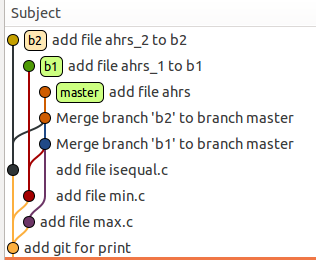 Subject
b2 add file ahrs_2 to b2
b1 add file ahrs_1 to b1
master add file ahrs
Merge branch 'b2' to branch master
Merge branch 'b1' to branch master
add file isequal.c
add file min.c
add file max.c
add git for print